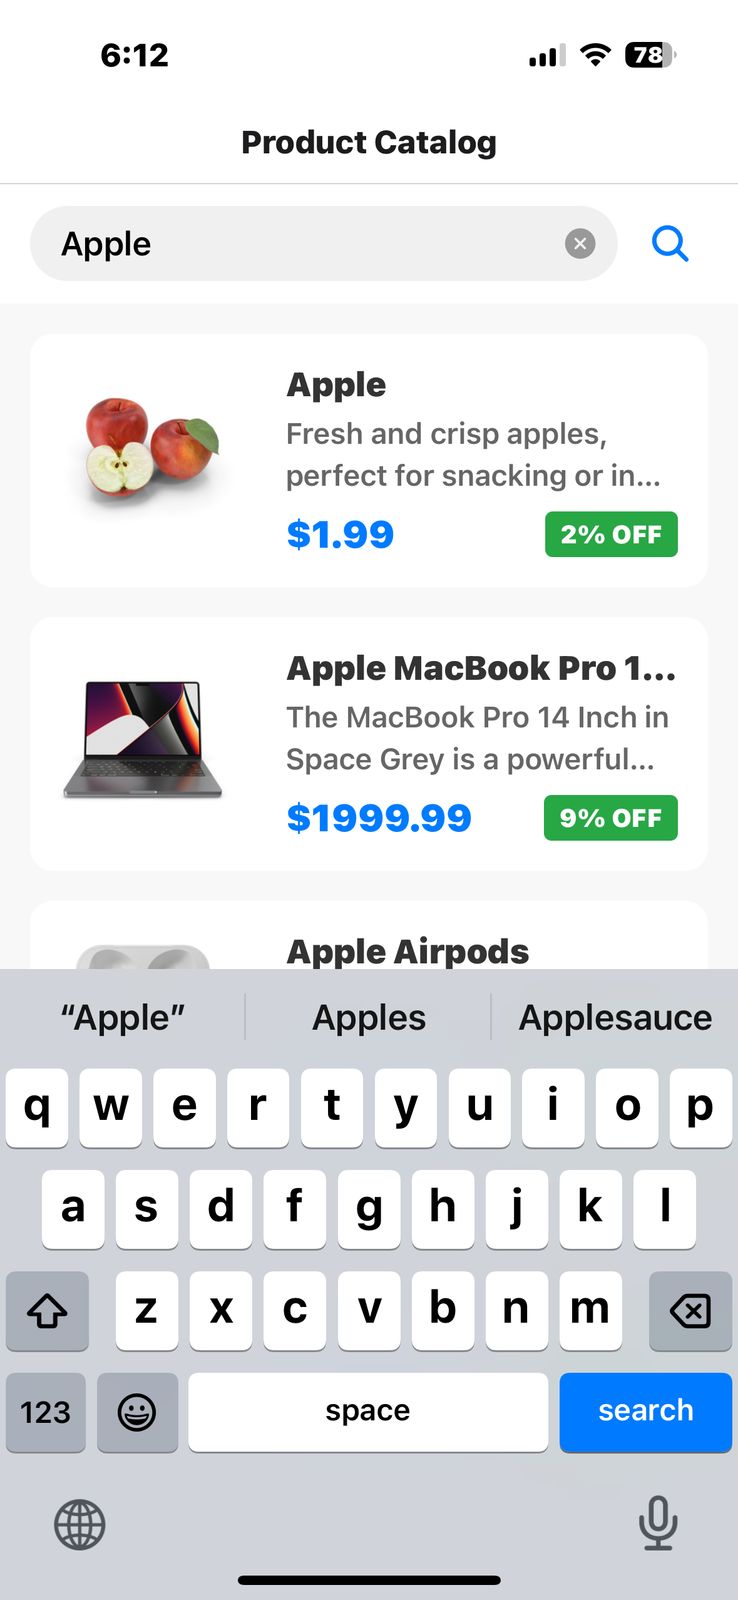 6:12
78
Product Catalog
Apple
Apple
Fresh and crisp apples,
perfect for snacking or in...
$1.99
2% OFF
Apple MacBook Pro 1...
The MacBook Pro 14 Inch in
Space Grey is a powerful...
$1999.99
9% OFF
Apple Airpods
“Apple” Apples Applesauce
q w e r t y u i o p
a s d f g h j k l
z x c v b n m
123 space search